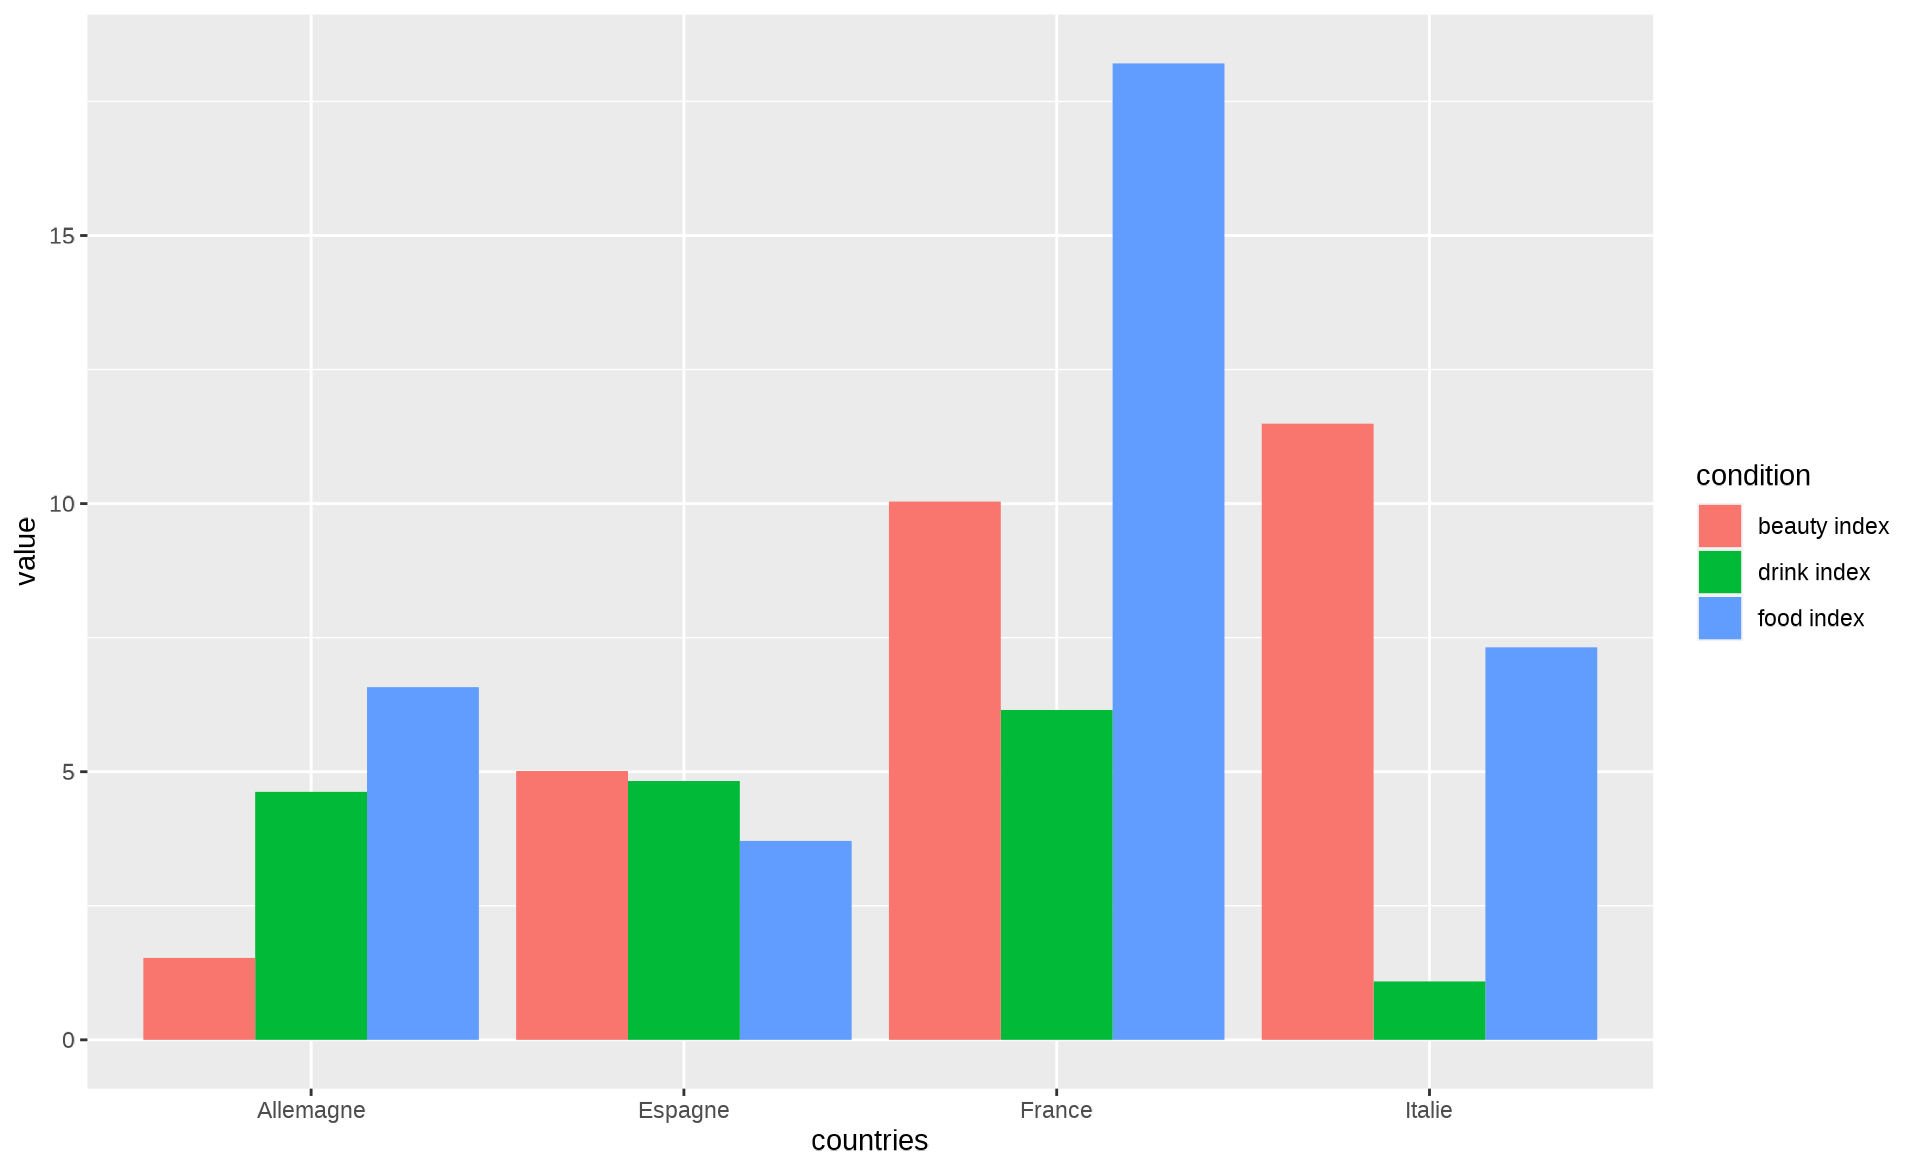 value
15
10
5
0
Allemagne
Espagne
France
Italie
countries
condition
beauty index
drink index
food index